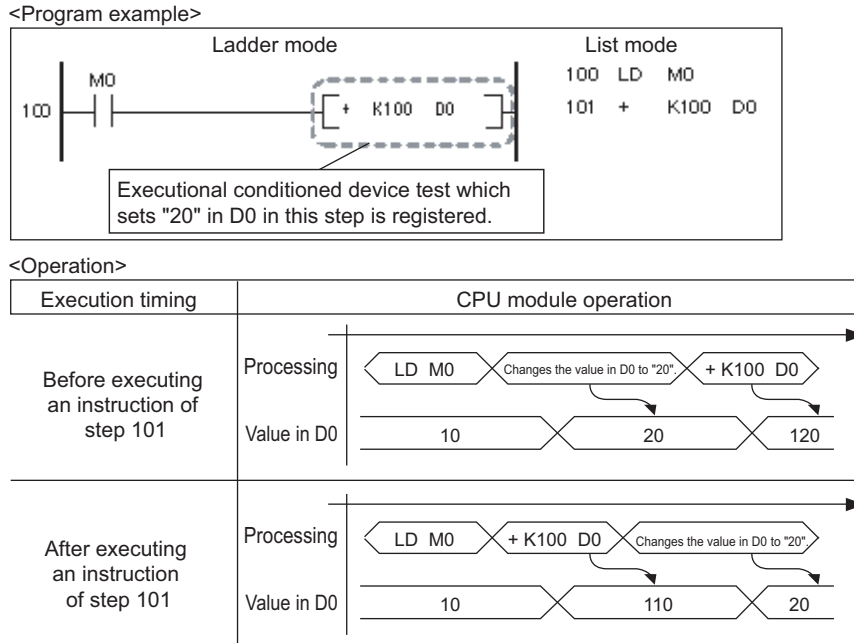 <Program example>
Ladder mode
List mode
M0
100
+ K100 D0
100 LD M0
101 + K100 D0
Executional conditioned device test which
sets "20" in D0 in this step is registered.
<Operation>
Execution timing
CPU module operation
Before executing
an instruction of
step 101
Processing
LD M0
Changes the value in D0 to "20".
+ K100 D0
Value in D0
10
20
120
After executing
an instruction
of step 101
Processing
LD M0
+ K100 D0
Changes the value in D0 to "20".
Value in D0
10
110
20